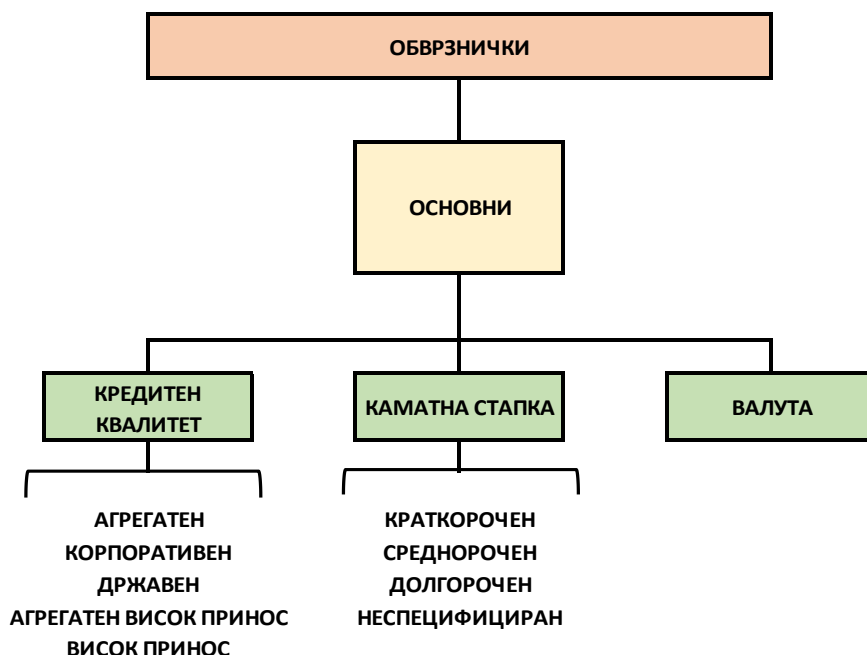 ОБВРЗНИЧКИ
ОСНОВНИ
КРЕДИТЕН
КВАЛИТЕТ
КАМАТНА СТАПКА
ВАЛУТА
АГРЕГАТЕН
КОРПОРАТИВЕН
ДРЖАВЕН
АГРЕГАТЕН ВИСОК ПРИНОС
ВИСОК ПРИНОС
КРАТКОРОЧЕН
СРЕДНОРОЧЕН
ДОЛГОРОЧЕН
НЕСПЕЦИФИЦИРАН